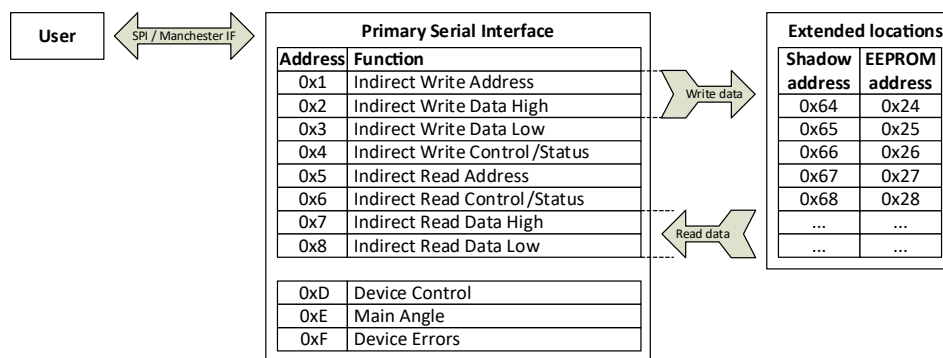 User
SPI / Manchester IF
Primary Serial Interface
Address Function
0x1 Indirect Write Address
0x2 Indirect Write Data High
0x3 Indirect Write Data Low
0x4 Indirect Write Control/Status
0x5 Indirect Read Address
0x6 Indirect Read Control/Status
0x7 Indirect Read Data High
0x8 Indirect Read Data Low
0xD Device Control
0xE Main Angle
0xF Device Errors
Write data
Read data
Extended locations
Shadow EEPROM
address address
0x64 0x24
0x65 0x25
0x66 0x26
0x67 0x27
0x68 0x28
... ...
... ...